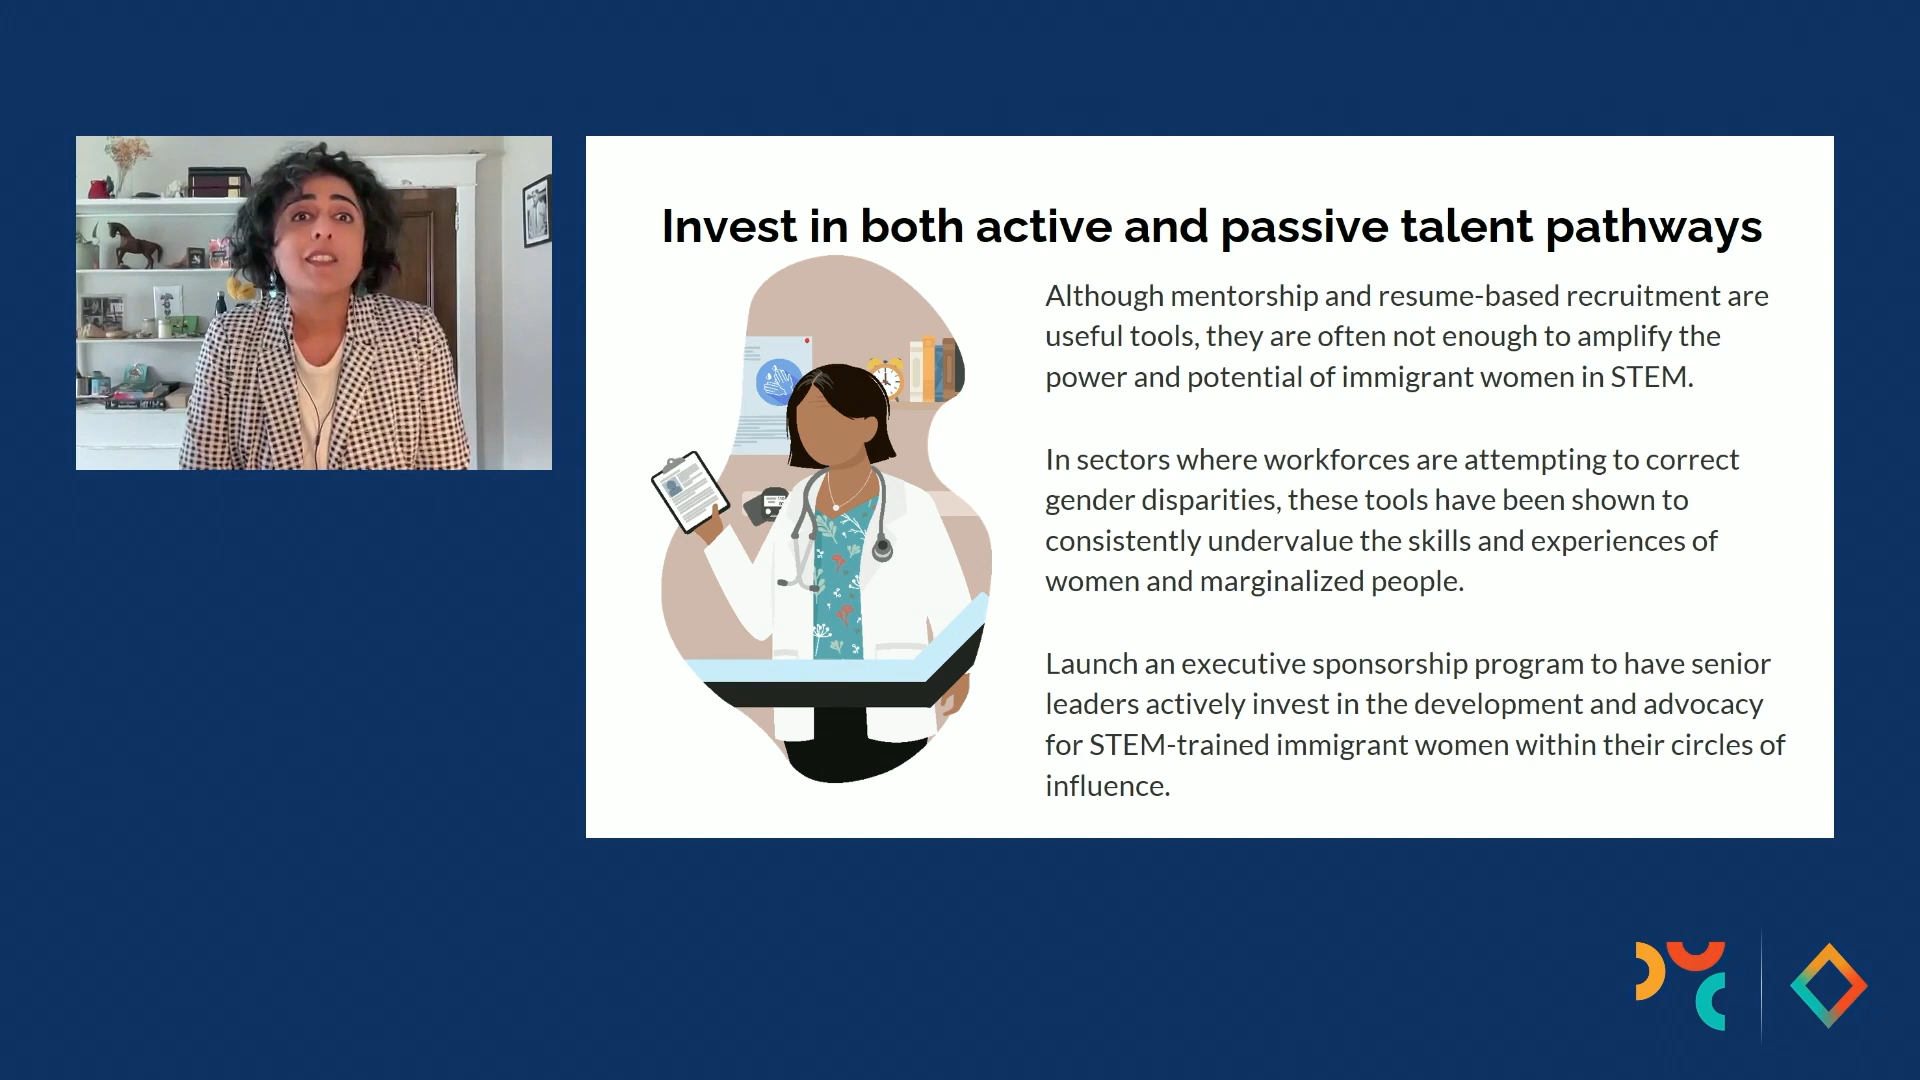 Invest in both active and passive talent pathways
Although mentorship and resume-based recruitment are
useful tools, they are often not enough to amplify the
power and potential of immigrant women in STEM.
In sectors where workforces are attempting to correct
gender disparities, these tools have been shown to
consistently undervalue the skills and experiences of
women and marginalized people.
Launch an executive sponsorship program to have senior
leaders actively invest in the development and advocacy
for STEM-trained immigrant women within their circles of
influence.